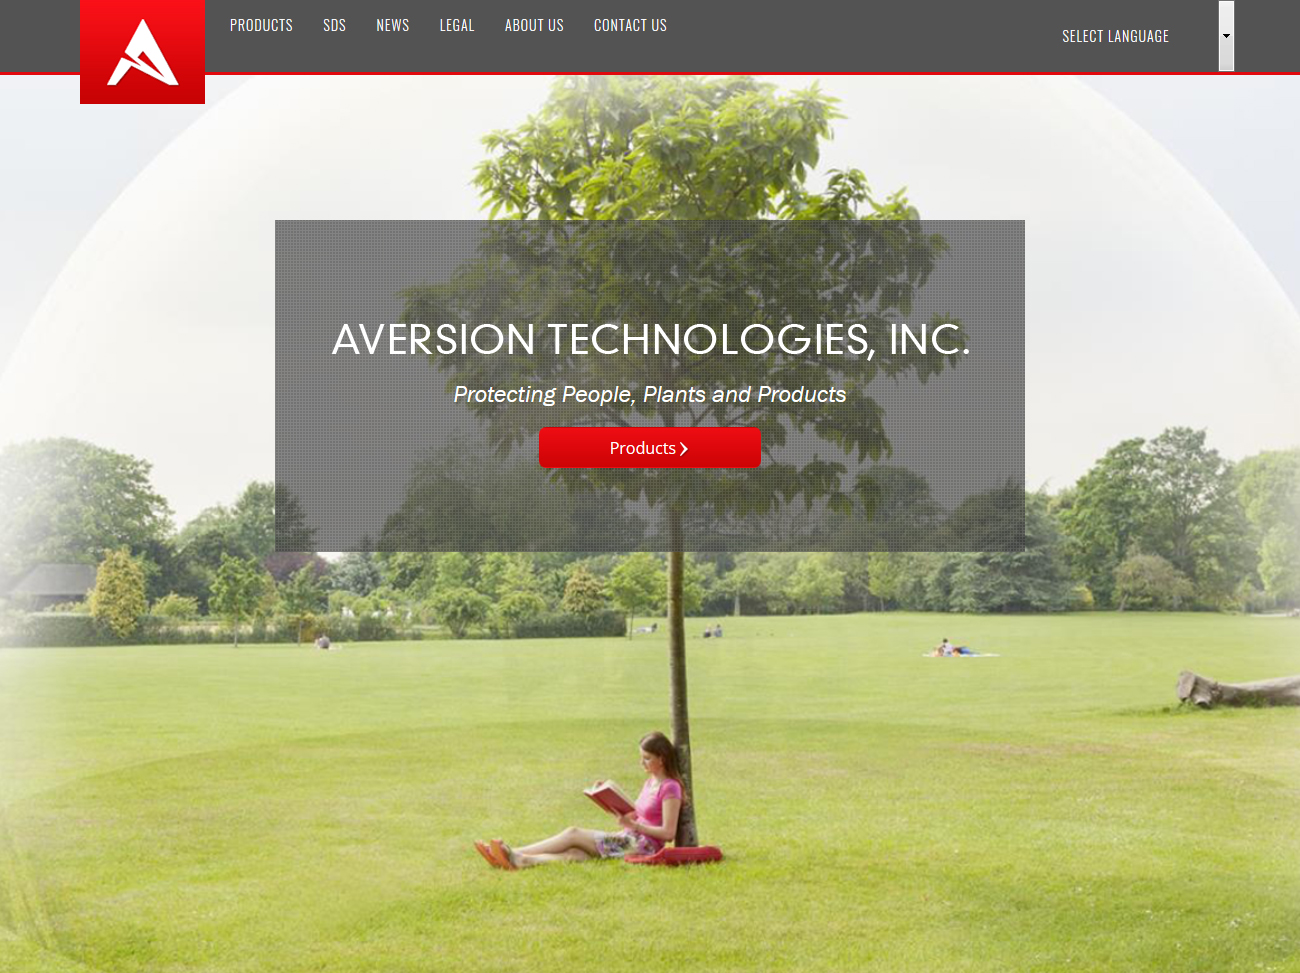 PRODUCTS SDS NEWS LEGAL ABOUT US CONTACT US
SELECT LANGUAGE
AVERSION TECHNOLOGIES, INC.
Protecting People, Plants and Products
Products